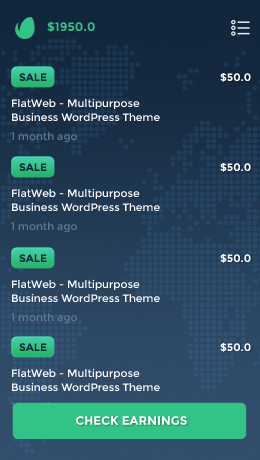 $1950.0
SALE $50.0
FlatWeb - Multipurpose
Business WordPress Theme
1 month ago
SALE $50.0
FlatWeb - Multipurpose
Business WordPress Theme
1 month ago
SALE $50.0
FlatWeb - Multipurpose
Business WordPress Theme
1 month ago
SALE $50.0
FlatWeb - Multipurpose
Business WordPress Theme
CHECK EARNINGS